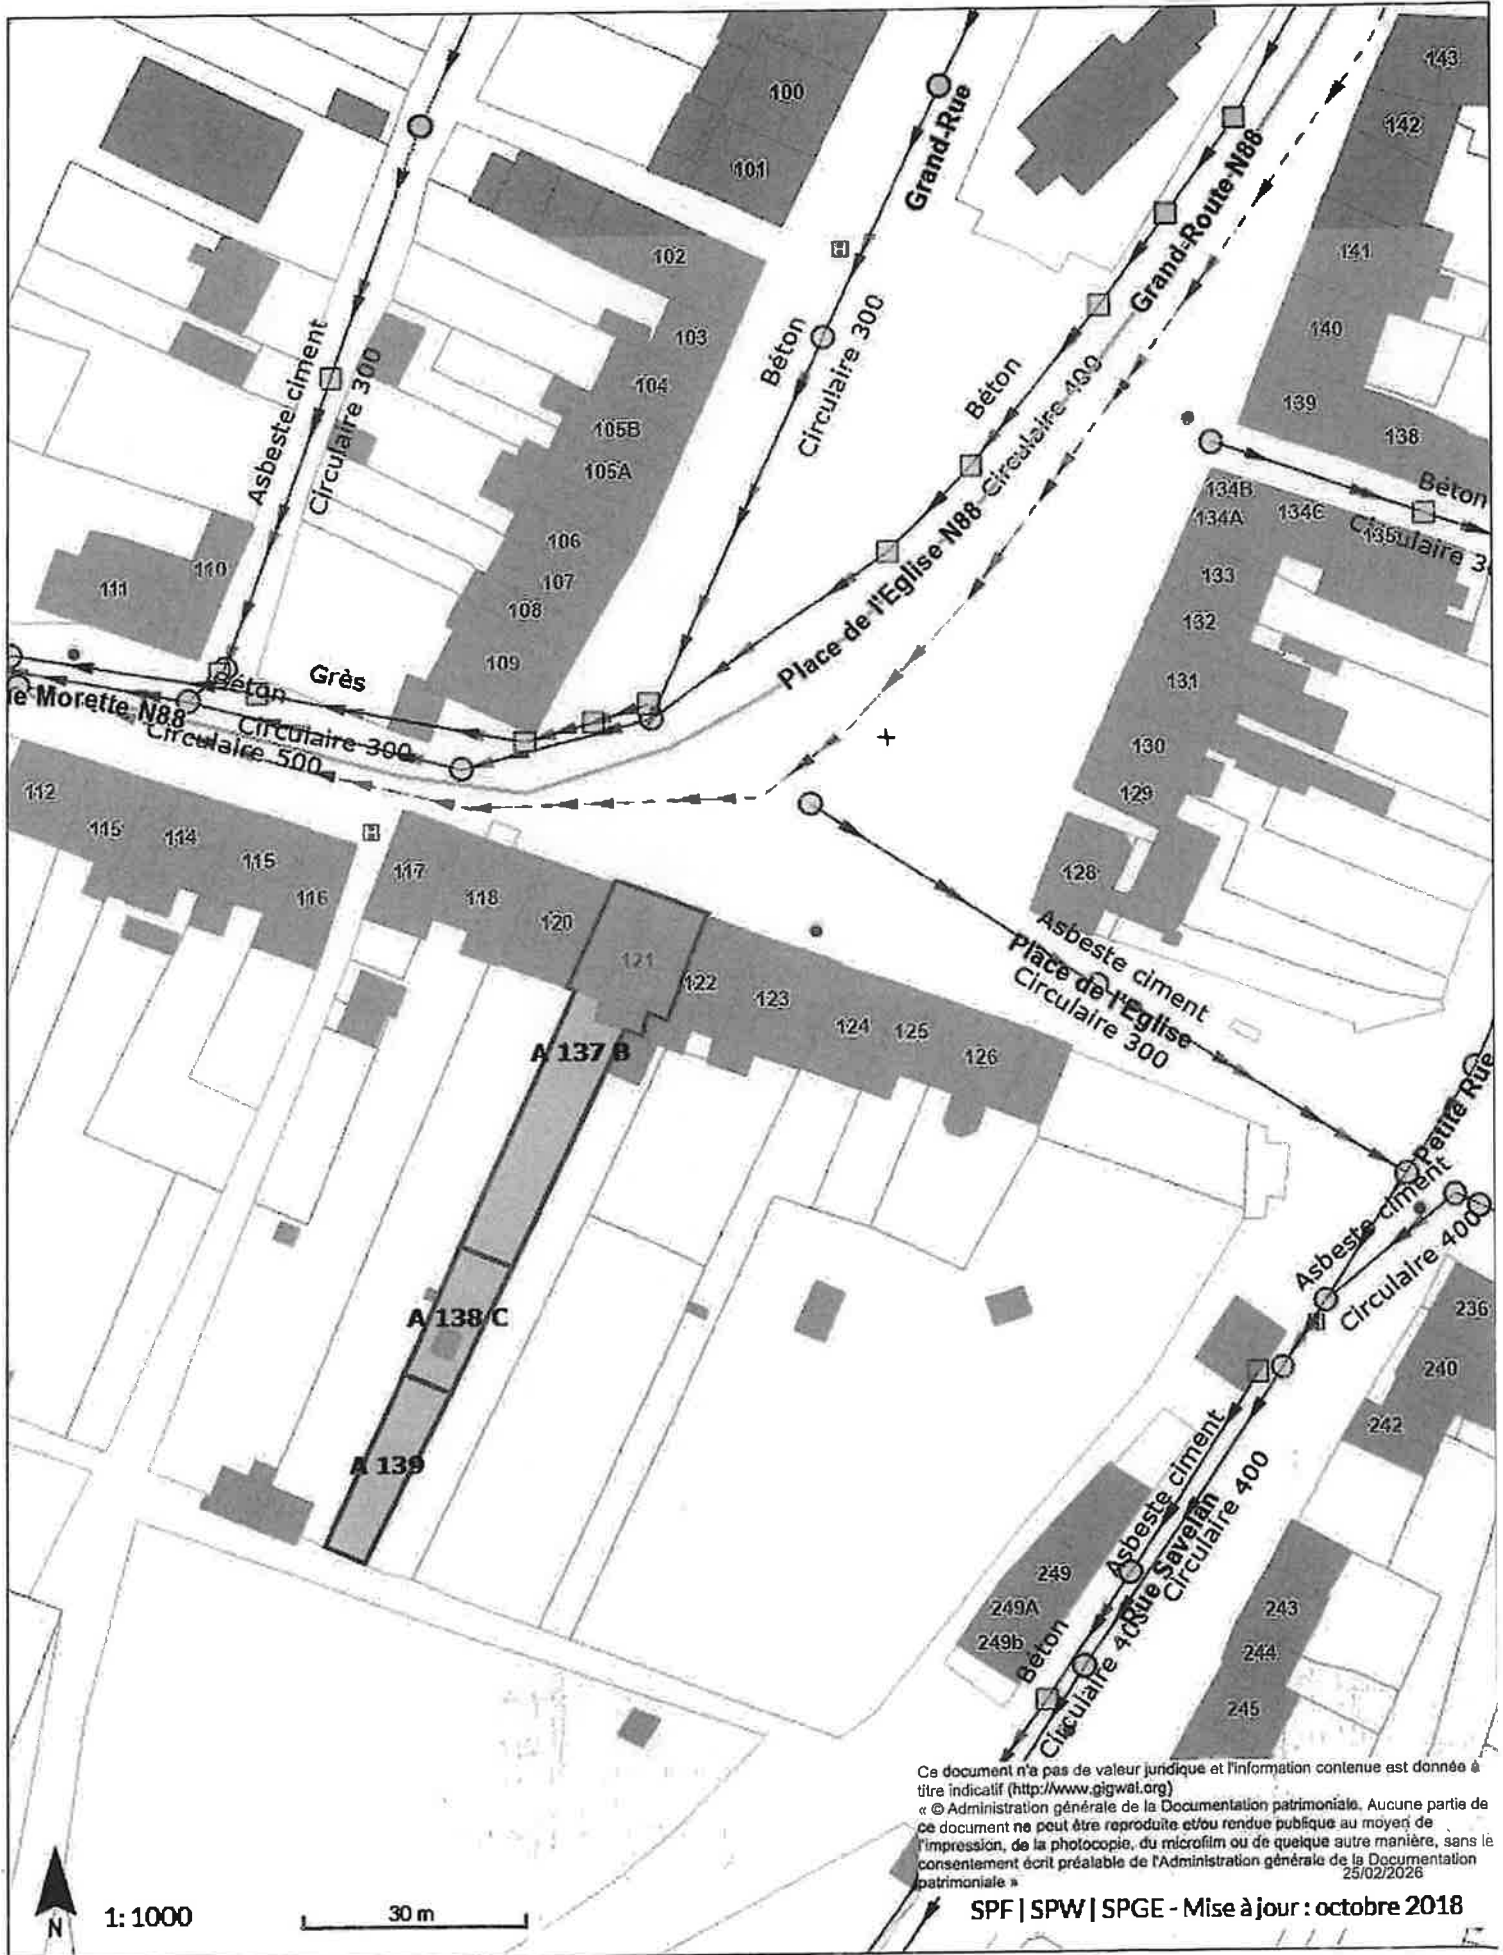 143
100
142
101
Grand-Rue
Grand-Route-N88
H
102
141
103
140
Béton
Circulaire 300
Asbeste ciment
Circulaire 300
104
Béton
Circulaire 400
139
138
105B
105A
134B
134A
134C
135
Béton
Circulaire 3
106
107
108
110
111
133
132
109
Place de l'Eglise N88
131
Grès
Béton
e Morette N88
Circulaire 300
Circulaire 500
130
129
112
115
114
115
116
H
117
118
120
121
122
123
124
125
126
128
Asbeste ciment
Place de l'Eglise
Circulaire 300
A 137 B
Petite Rue
Asbeste ciment
Circulaire 400
A 138 C
236
240
242
A 139
Asbeste ciment
Rue Savelan
Circulaire 400
249
249A
249b
243
244
245
Béton
Circulaire 400
Ce document n'a pas de valeur juridique et l'information contenue est donnée à
titre indicatif (http://www.gigwal.org)
« © Administration générale de la Documentation patrimoniale. Aucune partie de
ce document ne peut être reproduite et/ou rendue publique au moyen de
l'impression, de la photocopie, du microfilm ou de quelque autre manière, sans le
consentement écrit préalable de l'Administration générale de la Documentation
patrimoniale »
25/02/2026
N
1: 1000
30 m
SPF | SPW | SPGE - Mise à jour : octobre 2018